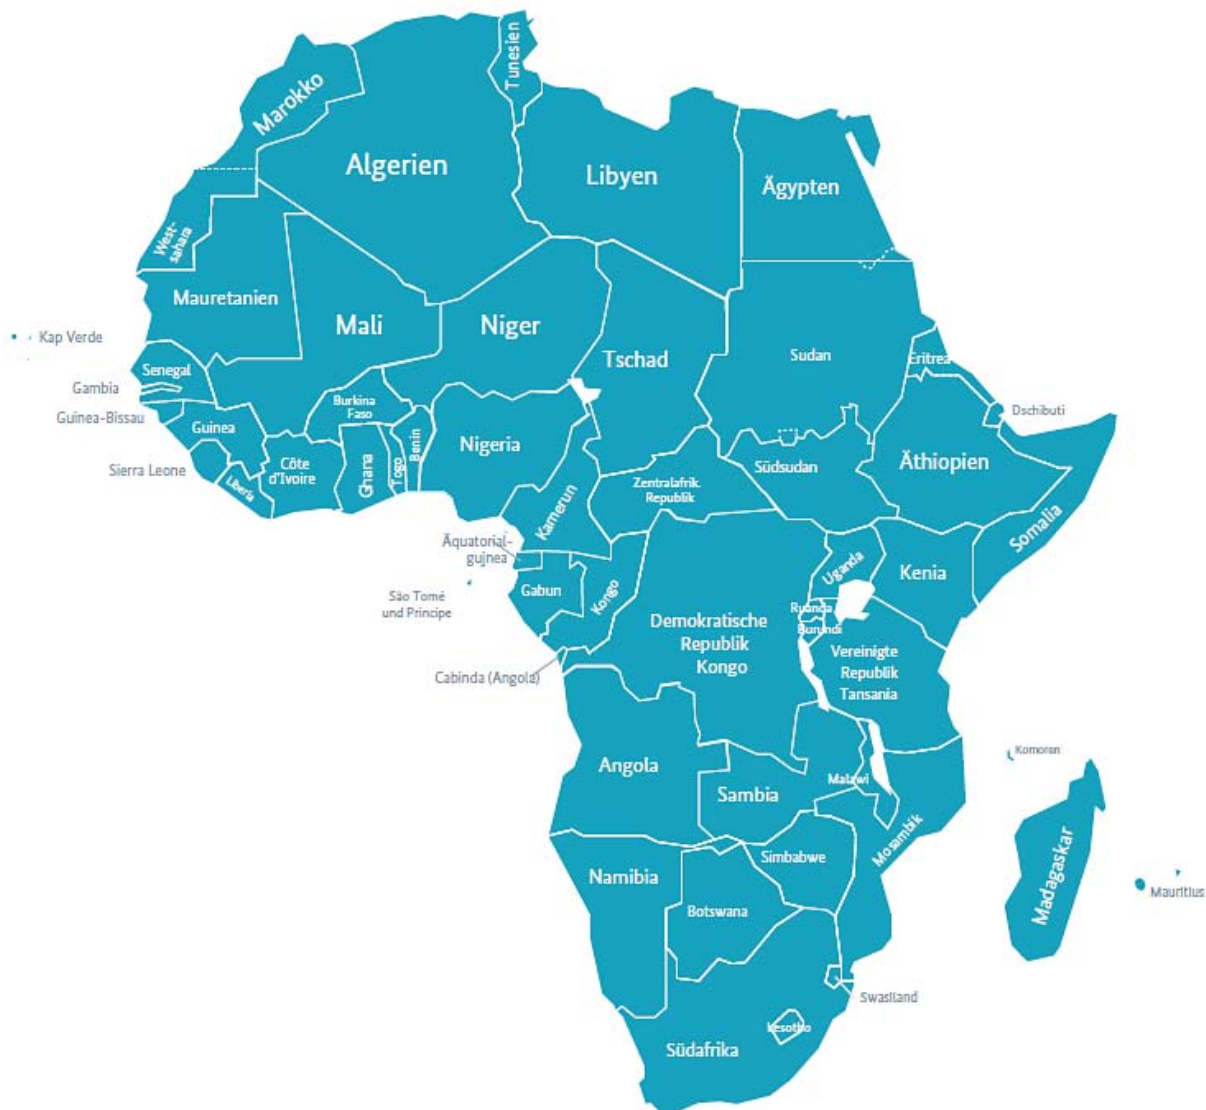 Tunesien
Marokko
Algerien
Libyen
Ägypten
West-
sahara
Mauretanien
Mali
Niger
Tschad
Sudan
Eritrea
Kap Verde
Senegal
Gambia
Guinea-Bissau
Guinea
Sierra Leone
Liberia
Côte
d'Ivoire
Burkina
Faso
Ghana
Togo
Benin
Nigeria
Kamerun
Zentralafrik.
Republik
Südsudan
Äthiopien
Dschibuti
Somalia
Äquatorial-
guinea
São Tomé
und Principe
Gabun
Kongo
Cabinda (Angola)
Demokratische
Republik
Kongo
Uganda
Kenia
Ruanda
Burundi
Vereinigte
Republik
Tansania
Angola
Sambia
Malawi
Mosambik
Komoren
Madagaskar
Mauritius
Namibia
Botswana
Simbabwe
Swasiland
Lesotho
Südafrika